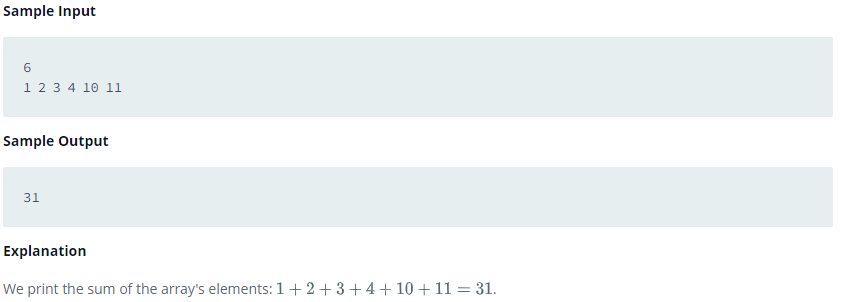 Sample Input
6
1 2 3 4 10 11
Sample Output
31
Explanation
We print the sum of the array's elements: 1 + 2 + 3 + 4 + 10 + 11 = 31.